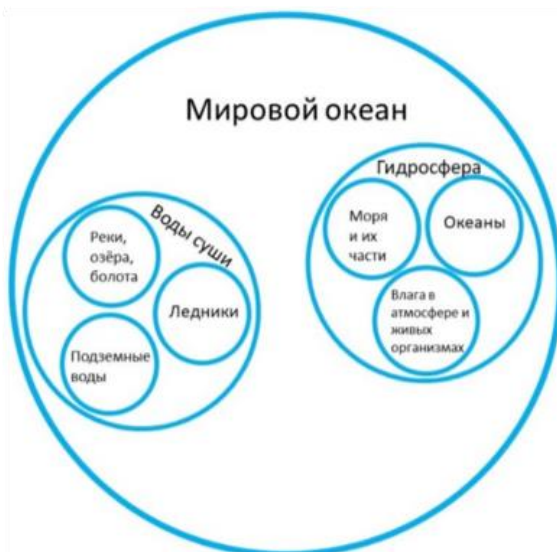 Мировой океан
Гидросфера
Моря
и их
части
Океаны
Влага в
атмосфере и
живых
организмах
Воды суши
Реки,
озёра,
болота
Ледники
Подземные
воды